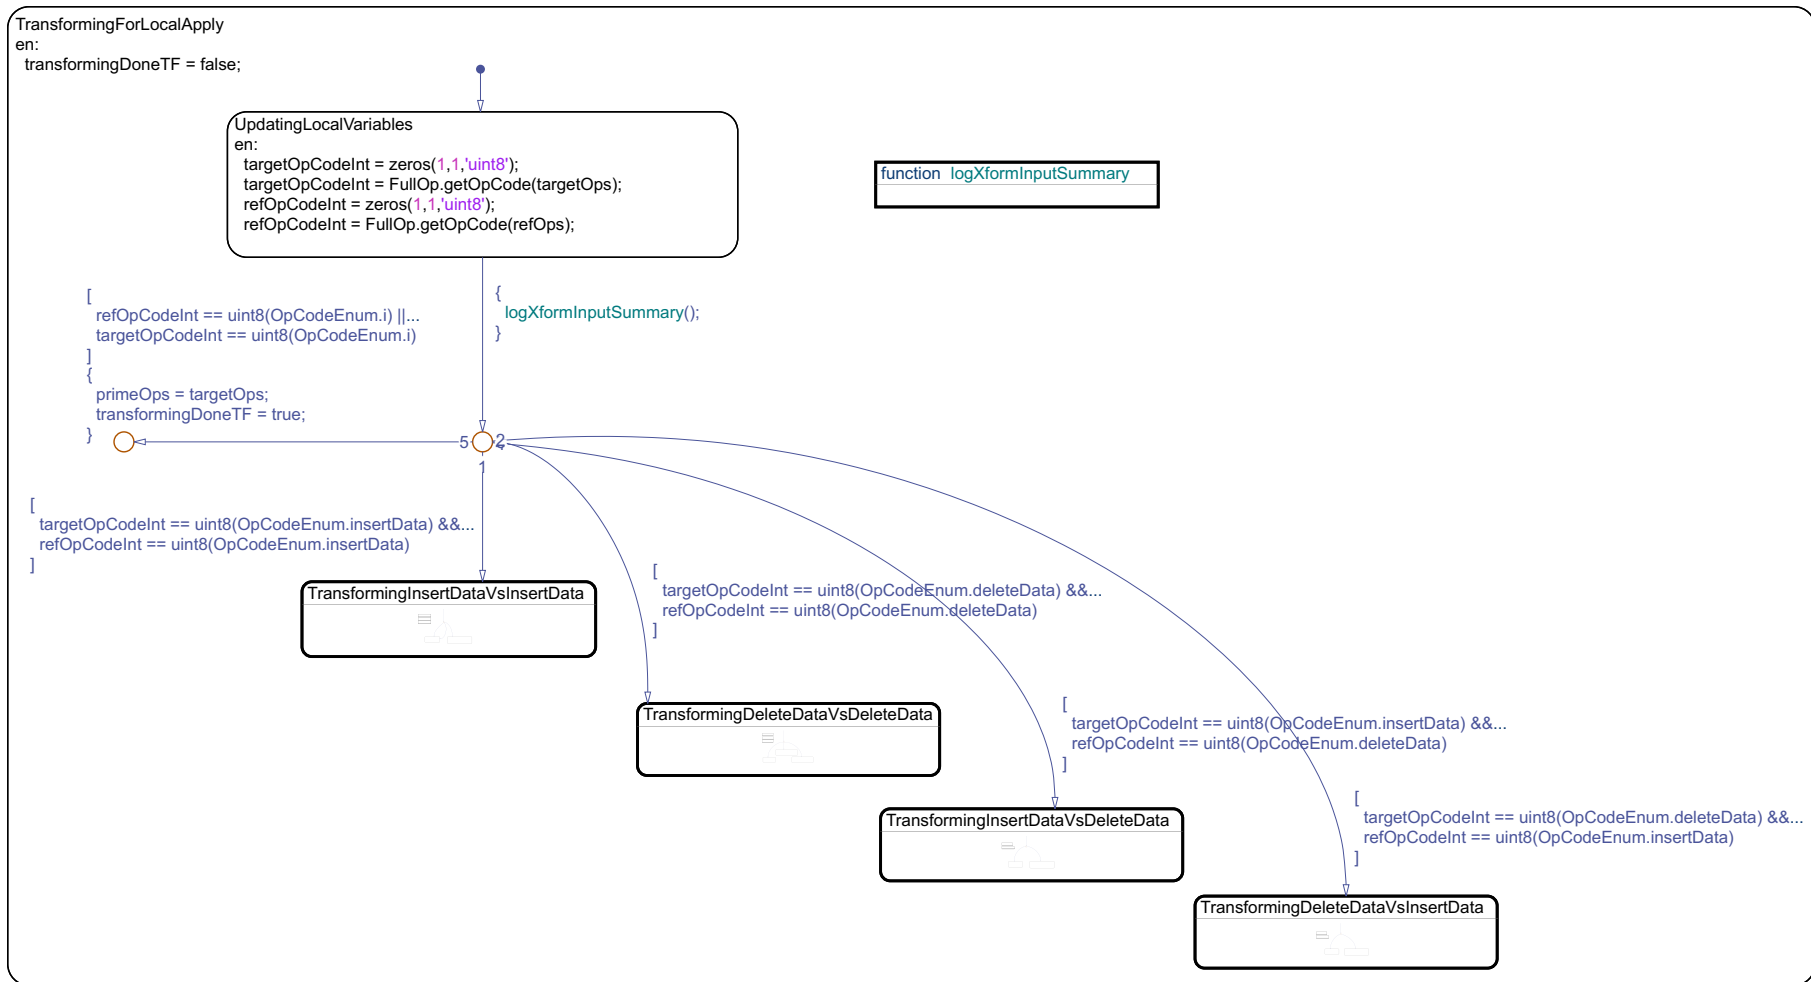 TransformingForLocalApply
en:
transformingDoneTF = false;
UpdatingLocalVariables
en:
targetOpCodeInt = zeros(1,1,'uint8');
targetOpCodeInt = FullOp.getOpCode(targetOps);
refOpCodeInt = zeros(1,1,'uint8');
refOpCodeInt = FullOp.getOpCode(refOps);
function logXformInputSummary
[
refOpCodeInt == uint8(OpCodeEnum.i) ||...
targetOpCodeInt == uint8(OpCodeEnum.i)
]
{
primeOps = targetOps;
transformingDoneTF = true;
}
{
logXformInputSummary();
}
5
2
1
[
targetOpCodeInt == uint8(OpCodeEnum.insertData) &&...
refOpCodeInt == uint8(OpCodeEnum.insertData)
]
TransformingInsertDataVsInsertData
[
targetOpCodeInt == uint8(OpCodeEnum.deleteData) &&...
refOpCodeInt == uint8(OpCodeEnum.deleteData)
]
TransformingDeleteDataVsDeleteData
[
targetOpCodeInt == uint8(OpCodeEnum.insertData) &&...
refOpCodeInt == uint8(OpCodeEnum.deleteData)
]
TransformingInsertDataVsDeleteData
[
targetOpCodeInt == uint8(OpCodeEnum.deleteData) &&...
refOpCodeInt == uint8(OpCodeEnum.insertData)
]
TransformingDeleteDataVsInsertData